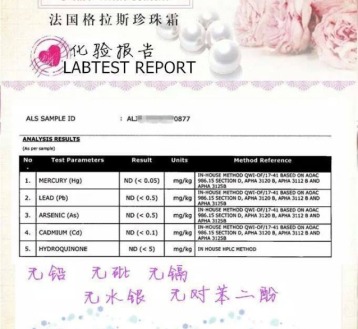 法国格拉斯珍珠霜
化验报告
LABTEST REPORT
ALS SAMPLE ID : 0877
ANALYSIS RESULTS
(As per sample)
No Test Parameters Result Units Method Reference
1. MERCURY (Hg) ND (< 0.05) mg/kg IN-HOUSE METHOD QWI-OF/17-41 BASED ON AOAC 986.15 SECTION D, APHA 3120 B, APHA 3112 B AND APHA 3125B
2. LEAD (Pb) ND (< 0.5) mg/kg IN-HOUSE METHOD QWI-OF/17-41 BASED ON AOAC 986.15 SECTION D, APHA 3120 B, APHA 3112 B AND APHA 3125B
3. ARSENIC (As) ND (< 0.5) mg/kg IN-HOUSE METHOD QWI-OF/17-41 BASED ON AOAC 986.15 SECTION D, APHA 3120 B, APHA 3112 B AND APHA 3125B
4. CADMIUM (Cd) ND (< 0.1) mg/kg IN-HOUSE METHOD QWI-OF/17-41 BASED ON AOAC 986.15 SECTION D, APHA 3120 B, APHA 3112 B AND APHA 3125B
5. HYDROQUINONE ND (< 5) mg/kg IN HOUSE HPLC METHOD
无铅 无砒 无镉
无水银 无对苯二酚